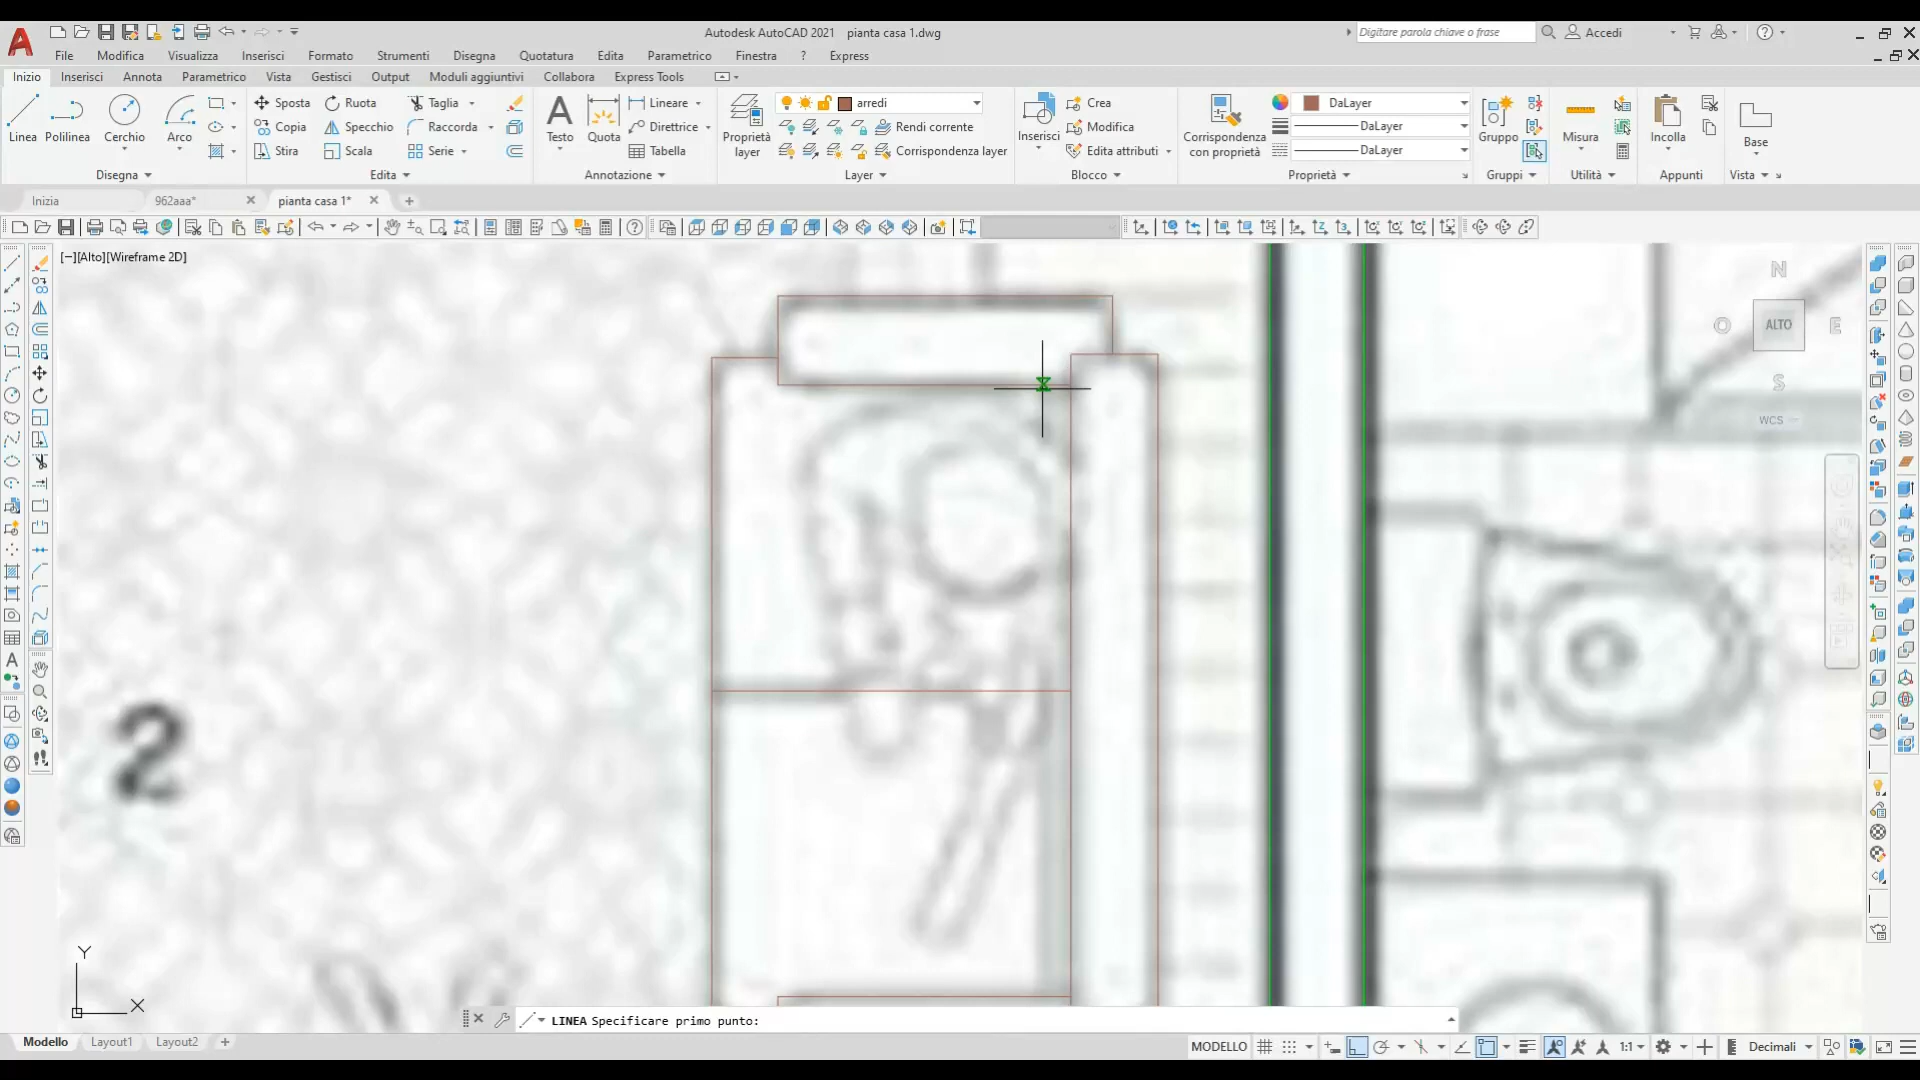 Autodesk AutoCAD 2021 pianta casa 1.dwg
Digitare parola chiave o frase
Accedi
File Modifica Visualizza Inserisci Formato Strumenti Disegna Quotatura Edita Parametrico Finestra ? Express
Inizio Inserisci Annota Parametrico Vista Gestisci Output Moduli aggiuntivi Collabora Express Tools
Linea Polilinea Cerchio Arco
Sposta Ruota Taglia
Copia Specchio Raccorda
Stira Scala Serie
Testo Quota
Lineare
Direttrice
Tabella
Proprietà layer
arredi
Rendi corrente
Corrispondenza layer
Inserisci
Crea
Modifica
Edita attributi
Corrispondenza con proprietà
DaLayer
DaLayer
DaLayer
Gruppo
Misura
Incolla
Base
Disegna Edita Annotazione Layer Blocco Proprietà Gruppi Utilità Appunti Vista
Inizia 962aaa* pianta casa 1*
[−][Alto][Wireframe 2D]
N
O ALTO E
S
WCS
2
Y
X
LINEA Specificare primo punto:
Modello Layout1 Layout2
MODELLO 1:1 Decimali